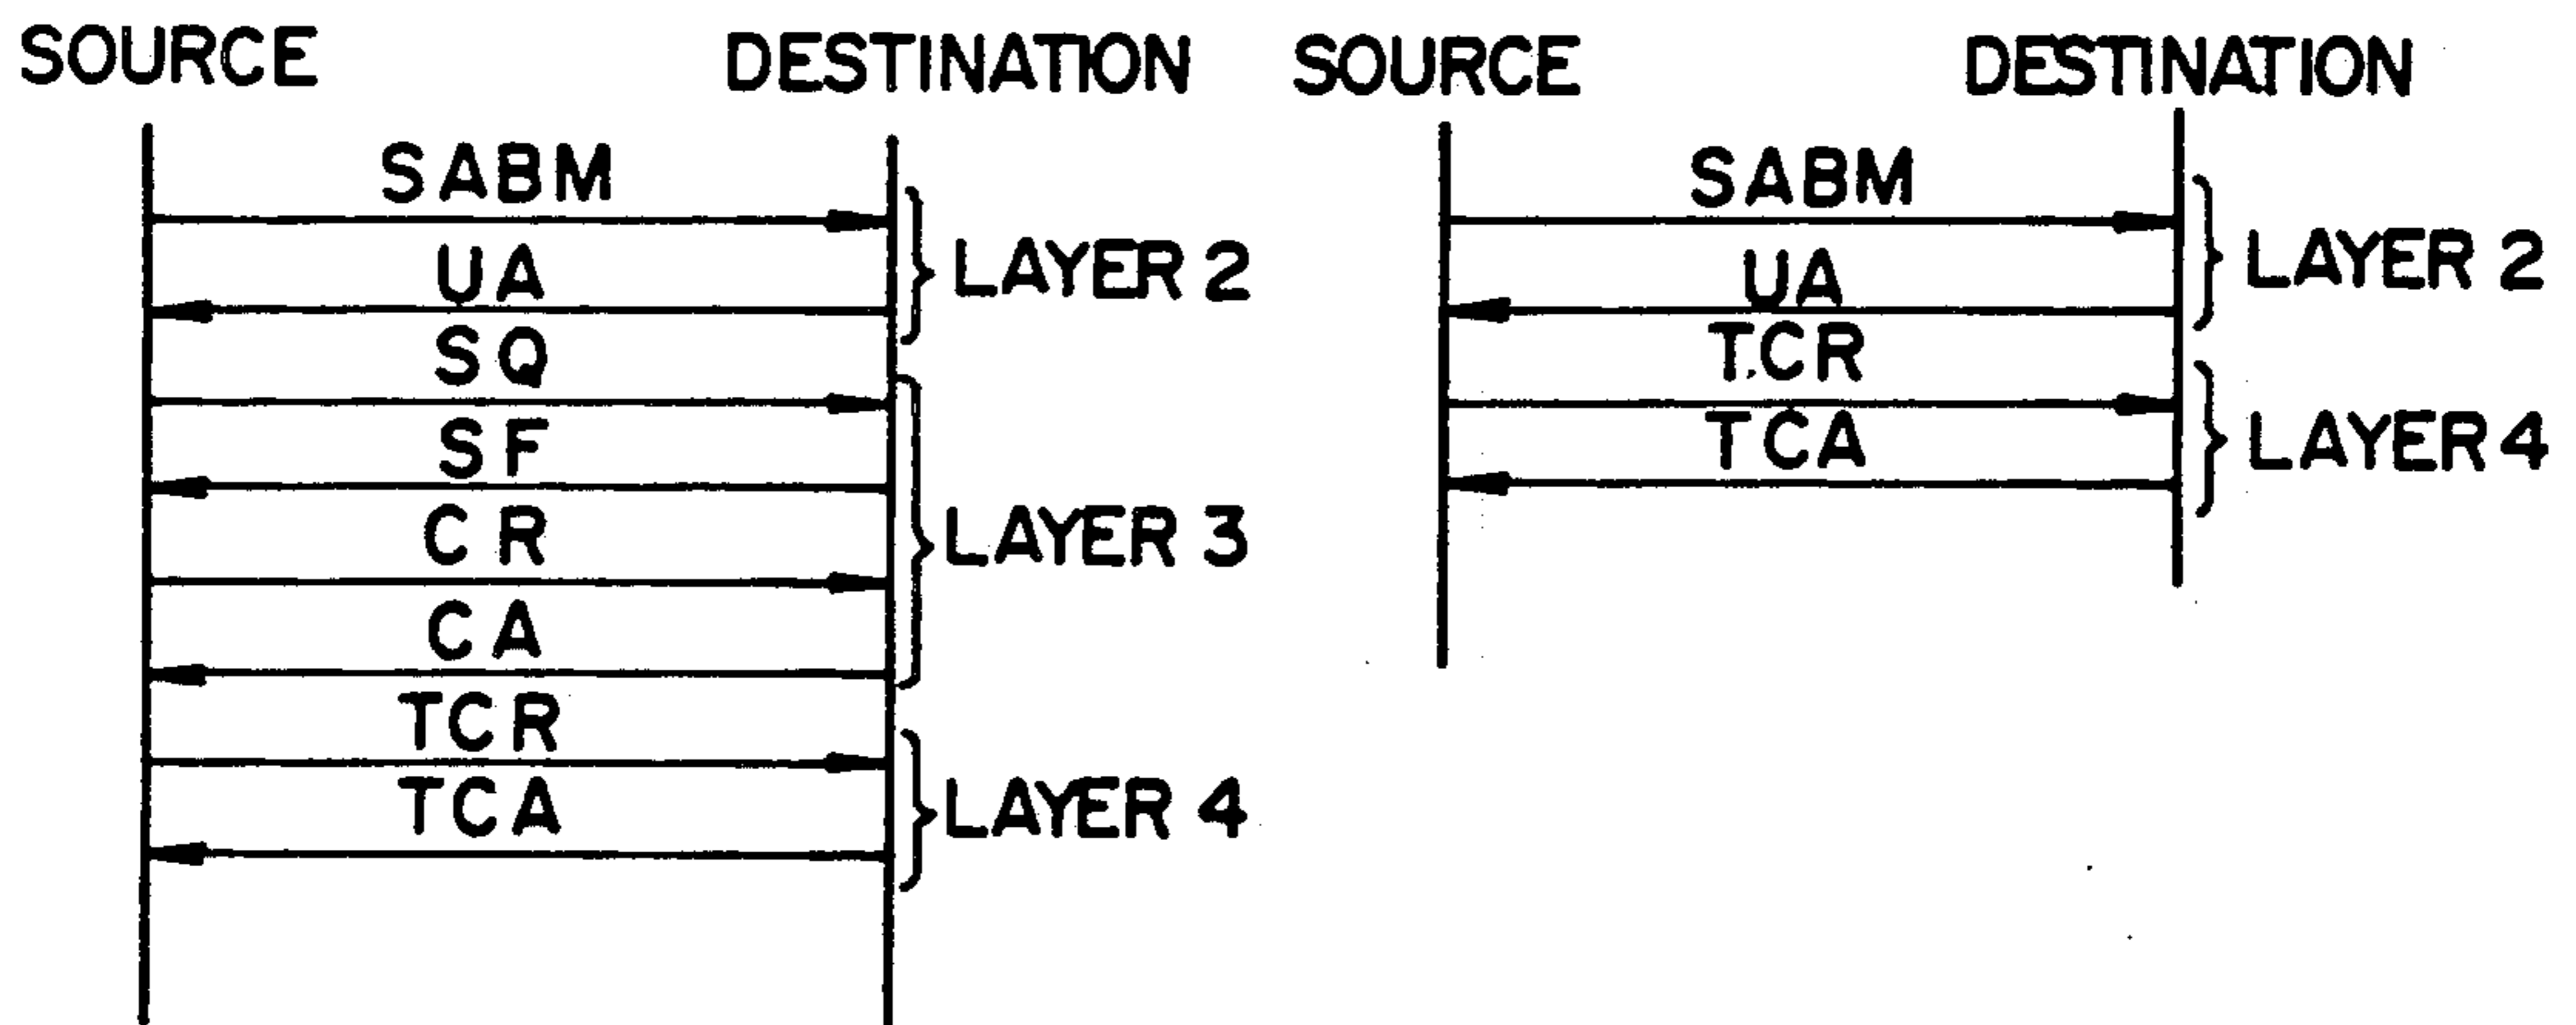 SOURCE DESTINATION
SABM
UA
LAYER 2
SQ
SF
CR
CA
LAYER 3
TCR
TCA
LAYER 4
SOURCE DESTINATION
SABM
UA
LAYER 2
TCR
TCA
LAYER 4